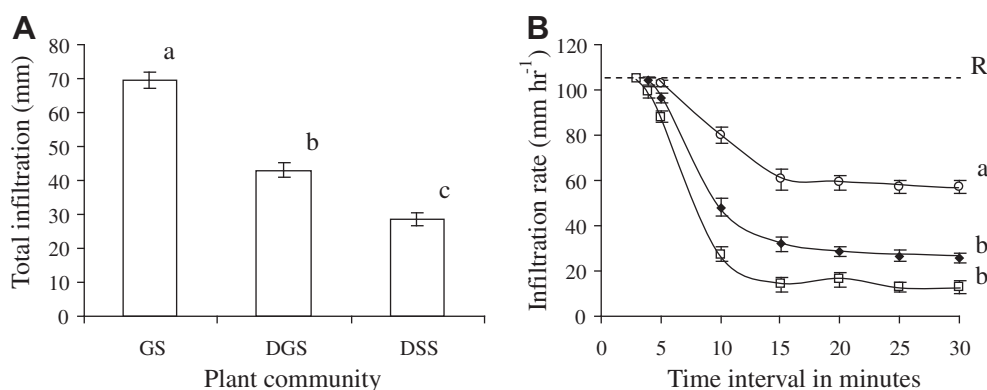 A
Total infiltration (mm)
80
70
60
50
40
30
20
10
0
a
b
c
GS DGS DSS
Plant community
B
Infiltration rate (mm hr⁻¹)
120
100
80
60
40
20
0
R
a
b
b
0 5 10 15 20 25 30
Time interval in minutes